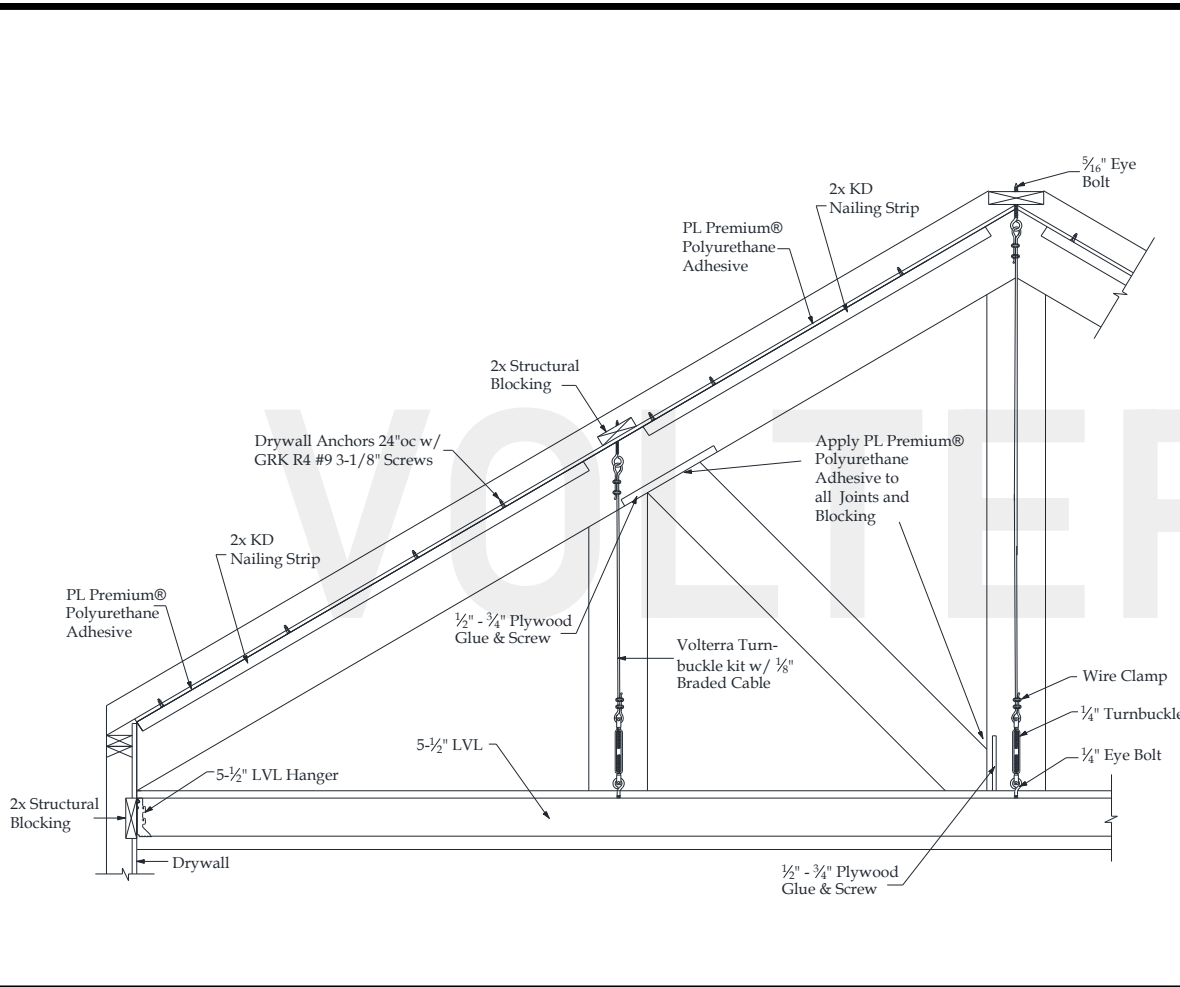 5⁄16" Eye
Bolt
2x KD
Nailing Strip
PL Premium®
Polyurethane
Adhesive
2x Structural
Blocking
Drywall Anchors 24"oc w/
GRK R4 #9 3-1/8" Screws
Apply PL Premium®
Polyurethane
Adhesive to
all Joints and
Blocking
2x KD
Nailing Strip
PL Premium®
Polyurethane
Adhesive
½" - ¾" Plywood
Glue & Screw
Volterra Turn-
buckle kit w/ ⅛"
Braded Cable
Wire Clamp
¼" Turnbuckle
¼" Eye Bolt
5-½" LVL
5-½" LVL Hanger
2x Structural
Blocking
Drywall
½" - ¾" Plywood
Glue & Screw
VOLTER